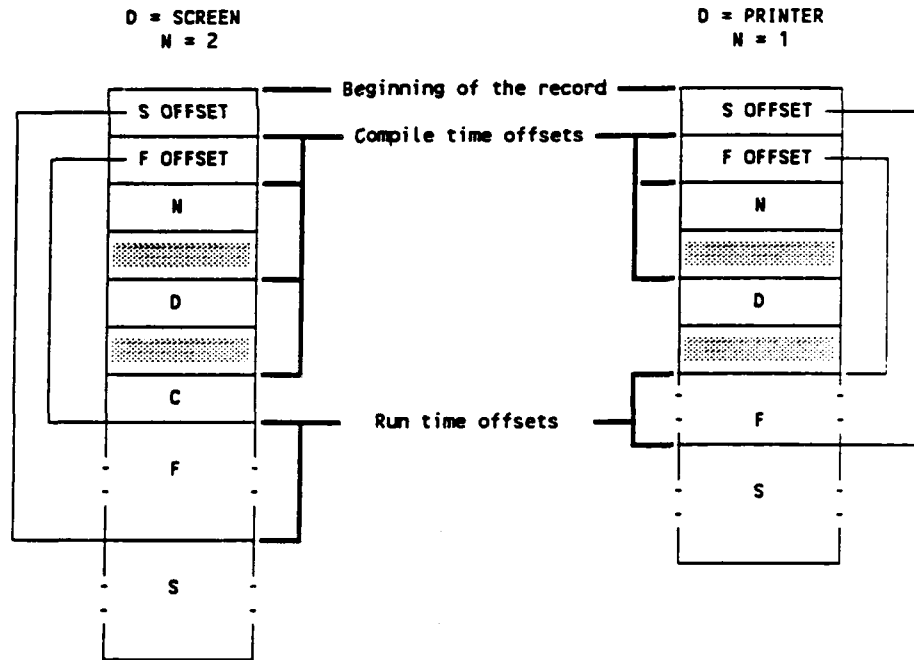 D = SCREEN
N = 2
D = PRINTER
N = 1
Beginning of the record
S OFFSET
S OFFSET
Compile time offsets
F OFFSET
F OFFSET
N
N
D
D
C
Run time offsets
F
F
S
S